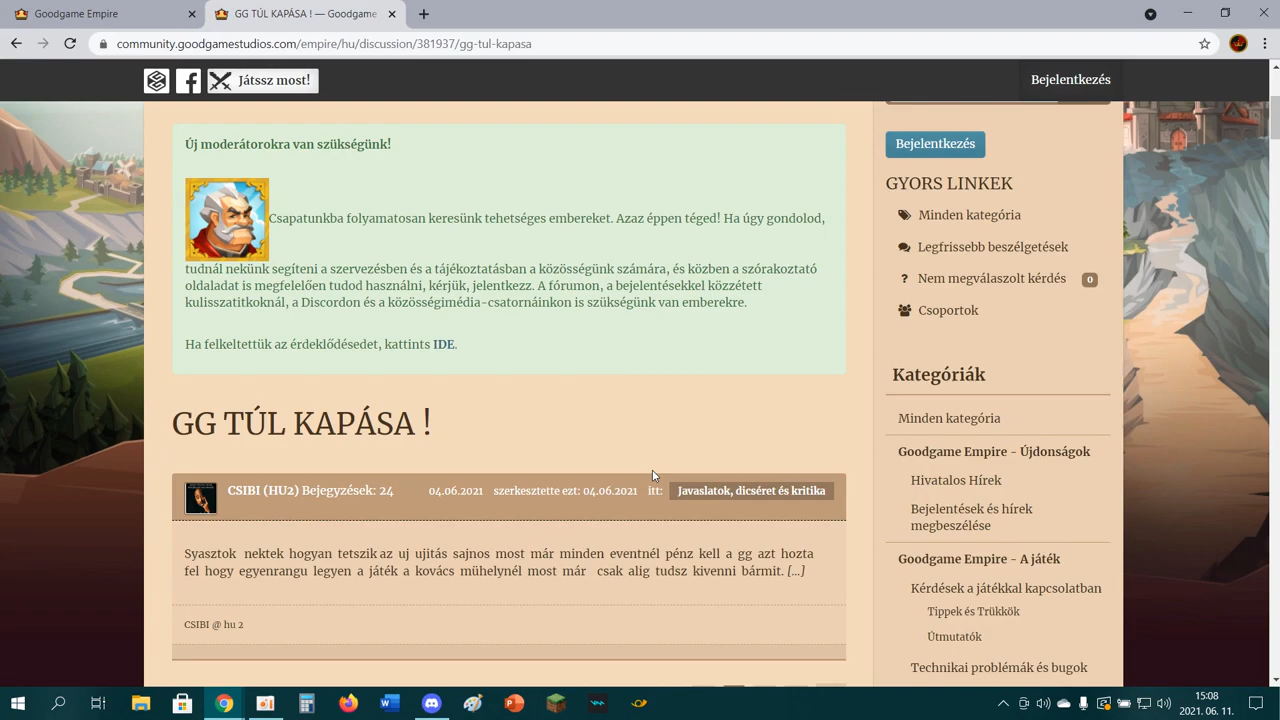 Goodgame Empire
GG TÚL KAPÁSA ! — Goodgame
community.goodgamestudios.com/empire/hu/discussion/381937/gg-tul-kapasa
Játssz most!
Bejelentkezés
Új moderátorokra van szükségünk!
Csapatunkba folyamatosan keresünk tehetséges embereket. Azaz éppen téged! Ha úgy gondolod,
tudnál nekünk segíteni a szervezésben és a tájékoztatásban a közösségünk számára, és közben a szórakoztató
oldaladat is megfelelően tudod használni, kérjük, jelentkezz. A fórumon, a bejelentésekkel közzétett
kulisszatitkoknál, a Discordon és a közösségimédia-csatornáinkon is szükségünk van emberekre.
Ha felkeltettük az érdeklődésedet, kattints IDE.
GG TÚL KAPÁSA !
CSIBI (HU2) Bejegyzések: 24 04.06.2021 szerkesztette ezt: 04.06.2021 itt: Javaslatok, dicséret és kritika
Syasztok nektek hogyan tetszik az uj ujitás sajnos most már minden eventnél pénz kell a gg azt hozta
fel hogy egyenrangu legyen a játék a kovács mühelynél most már csak alig tudsz kivenni bármit. [...]
CSIBI @ hu 2
Bejelentkezés
GYORS LINKEK
Minden kategória
Legfrissebb beszélgetések
Nem megválaszolt kérdés 0
Csoportok
Kategóriák
Minden kategória
Goodgame Empire - Újdonságok
Hivatalos Hírek
Bejelentések és hírek
megbeszélése
Goodgame Empire - A játék
Kérdések a játékkal kapcsolatban
Tippek és Trükkök
Útmutatók
Technikai problémák és bugok
15:08
2021. 06. 11.